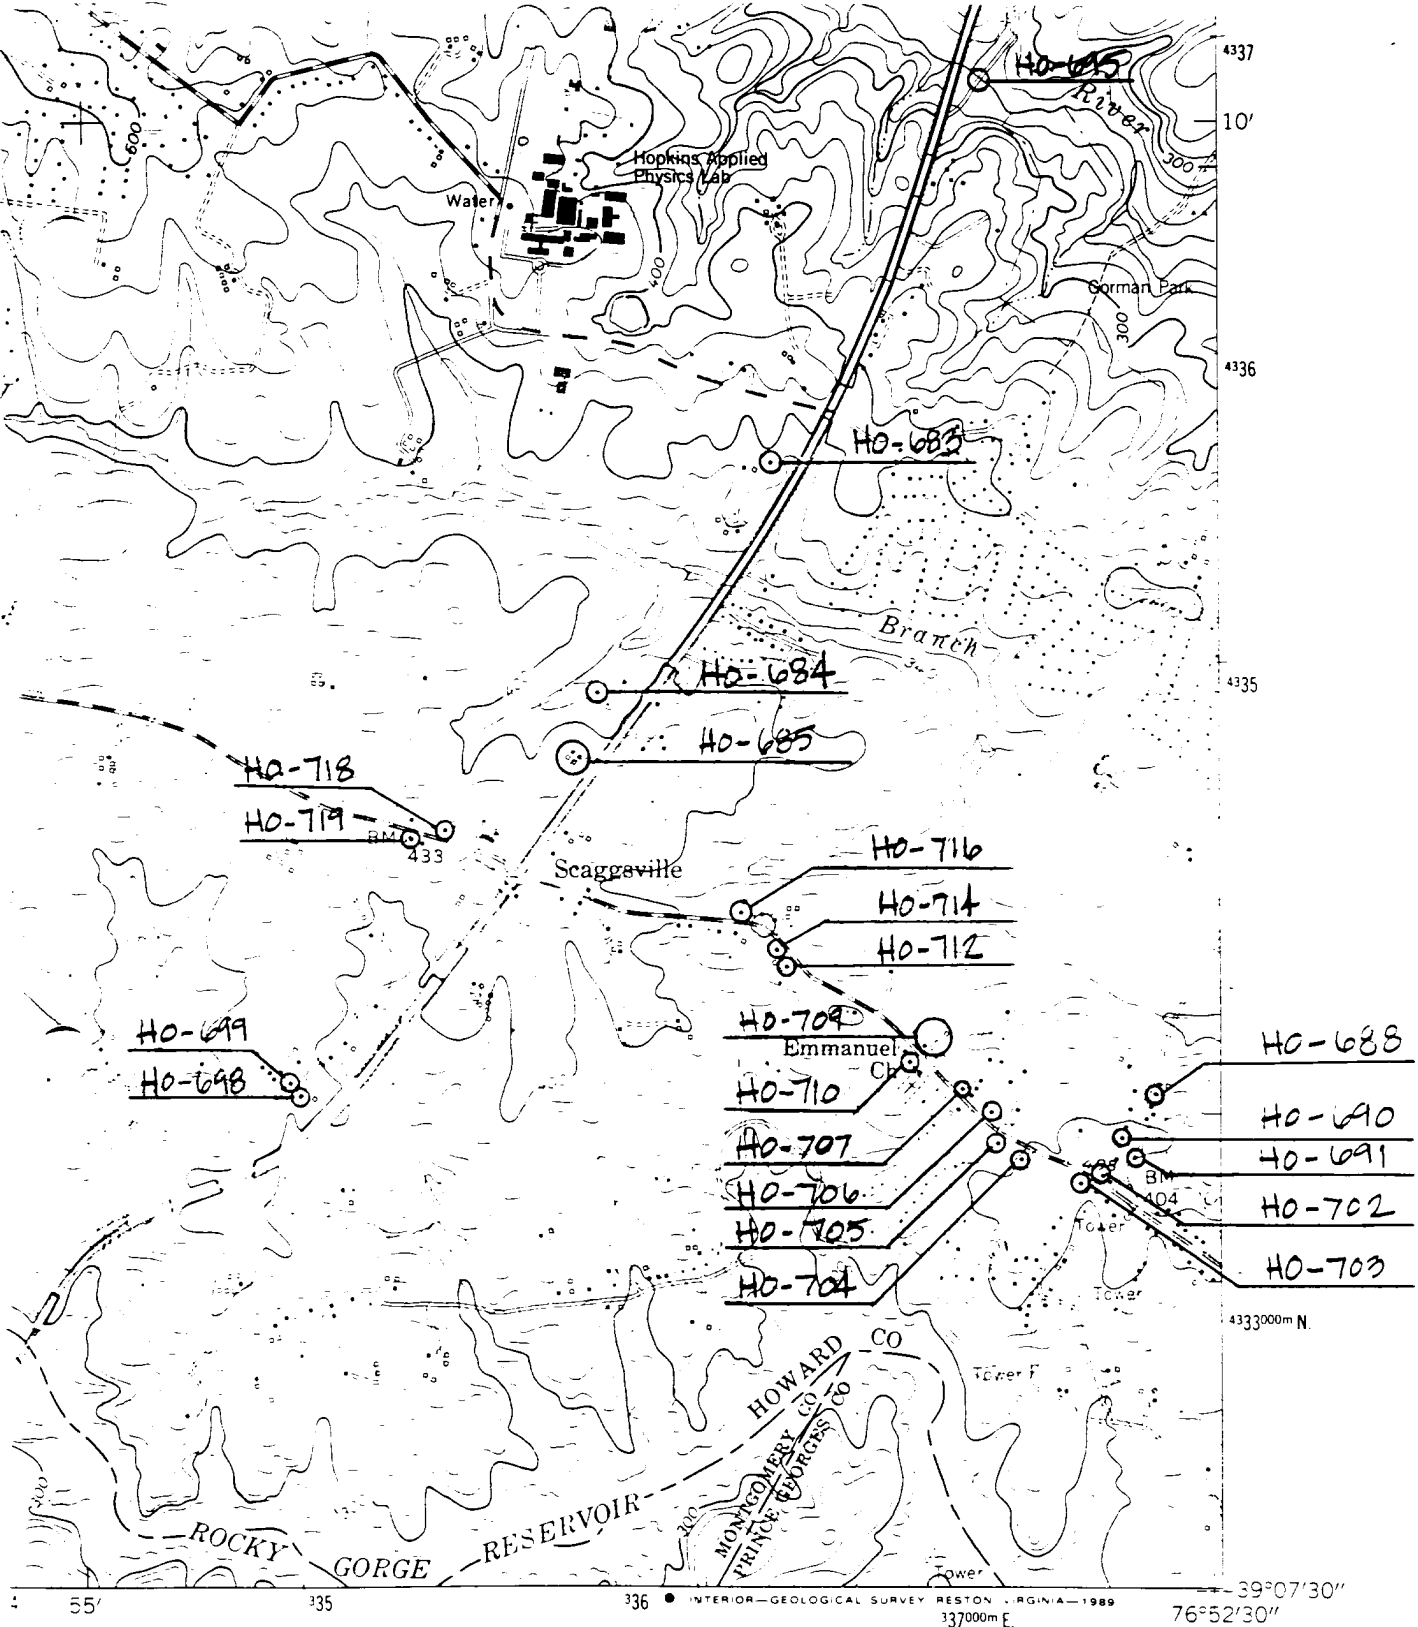 4337
HO-695
River
10'
600
Hopkins Applied
Physics Lab
300
Water
400
Gorman Park
300
4336
HO-683
Branch
HO-684
4335
HO-685
HO-718
HO-719
BM
433
HO-716
Scaggsville
HO-714
HO-712
HO-709
HO-699
Emmanuel
Ch
HO-688
HO-698
HO-710
HO-690
HO-707
HO-691
BM
404
HO-706
HO-702
Tower
HO-705
HO-703
HO-704
Tower
4333000m N.
HOWARD CO
Tower
MONTGOMERY CO
PRINCE GEORGES CO
300
ROCKY GORGE RESERVOIR
Tower
39°07'30"
55'
335
336
INTERIOR—GEOLOGICAL SURVEY RESTON VIRGINIA—1989
76°52'30"
337000m E.